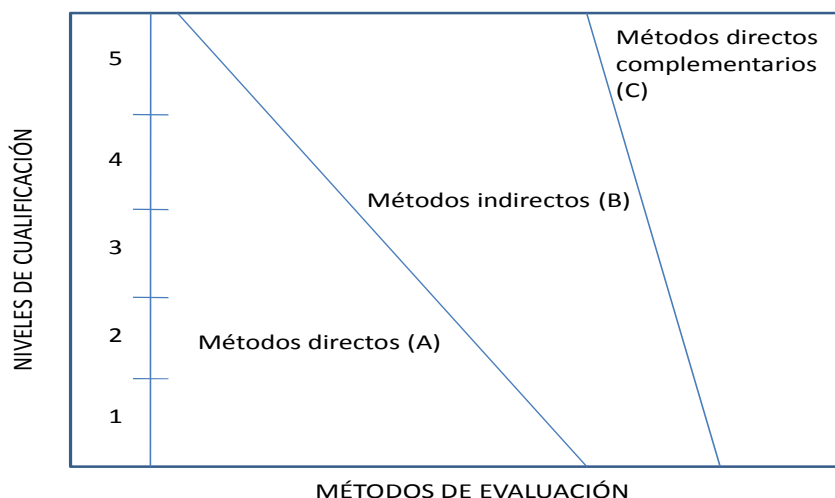 Métodos directos
complementarios
(C)
5
4
Métodos indirectos (B)
3
2
Métodos directos (A)
1
NIVELES DE CUALIFICACIÓN
MÉTODOS DE EVALUACIÓN